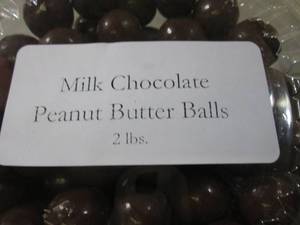 Milk Chocolate
Peanut Butter Balls
2 lbs.